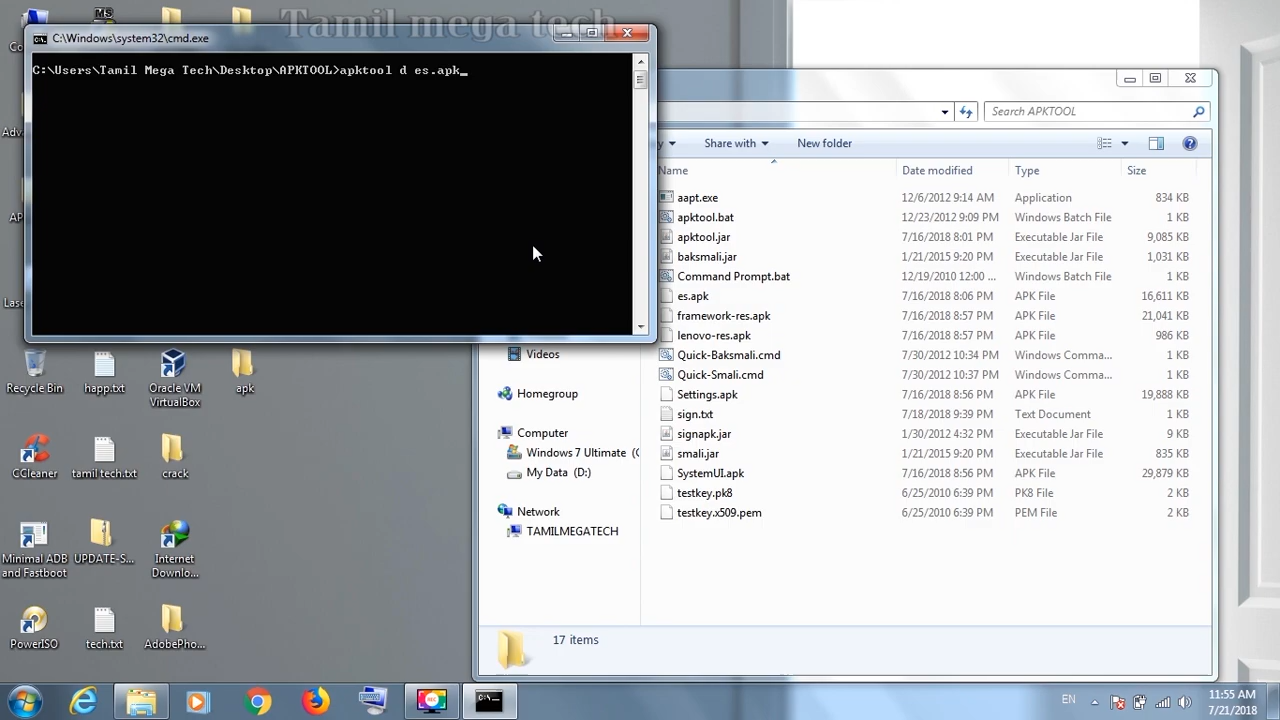 Tamil mega tech
C:\Windows\system32\cmd.exe
C:\Users\Tamil Mega Tech\Desktop\APKTOOL>apktool d es.apk_
Search APKTOOL
Share with
New folder
Name
Date modified
Type
Size
aapt.exe 12/6/2012 9:14 AM Application 834 KB
apktool.bat 12/23/2012 9:09 PM Windows Batch File 1 KB
apktool.jar 7/16/2018 8:01 PM Executable Jar File 9,085 KB
baksmali.jar 1/21/2015 9:20 PM Executable Jar File 1,031 KB
Command Prompt.bat 12/19/2010 12:00 ... Windows Batch File 1 KB
es.apk 7/16/2018 8:06 PM APK File 16,611 KB
framework-res.apk 7/16/2018 8:57 PM APK File 21,041 KB
lenovo-res.apk 7/16/2018 8:57 PM APK File 986 KB
Quick-Baksmali.cmd 7/30/2012 10:34 PM Windows Comma... 1 KB
Quick-Smali.cmd 7/30/2012 10:37 PM Windows Comma... 1 KB
Settings.apk 7/16/2018 8:56 PM APK File 19,888 KB
sign.txt 7/18/2018 9:39 PM Text Document 1 KB
signapk.jar 1/30/2012 4:32 PM Executable Jar File 9 KB
smali.jar 1/21/2015 9:20 PM Executable Jar File 835 KB
SystemUI.apk 7/16/2018 8:56 PM APK File 29,879 KB
testkey.pk8 6/25/2010 6:39 PM PK8 File 2 KB
testkey.x509.pem 6/25/2010 6:39 PM PEM File 2 KB
Videos
Homegroup
Computer
Windows 7 Ultimate (
My Data (D:)
Network
TAMILMEGATECH
17 items
Recycle Bin
happ.txt
Oracle VM
VirtualBox
apk
CCleaner
tamil tech.txt
crack
Minimal ADB
and Fastboot
UPDATE-S...
Internet
Downlo...
PowerISO
tech.txt
AdobePho...
EN
11:55 AM
7/21/2018